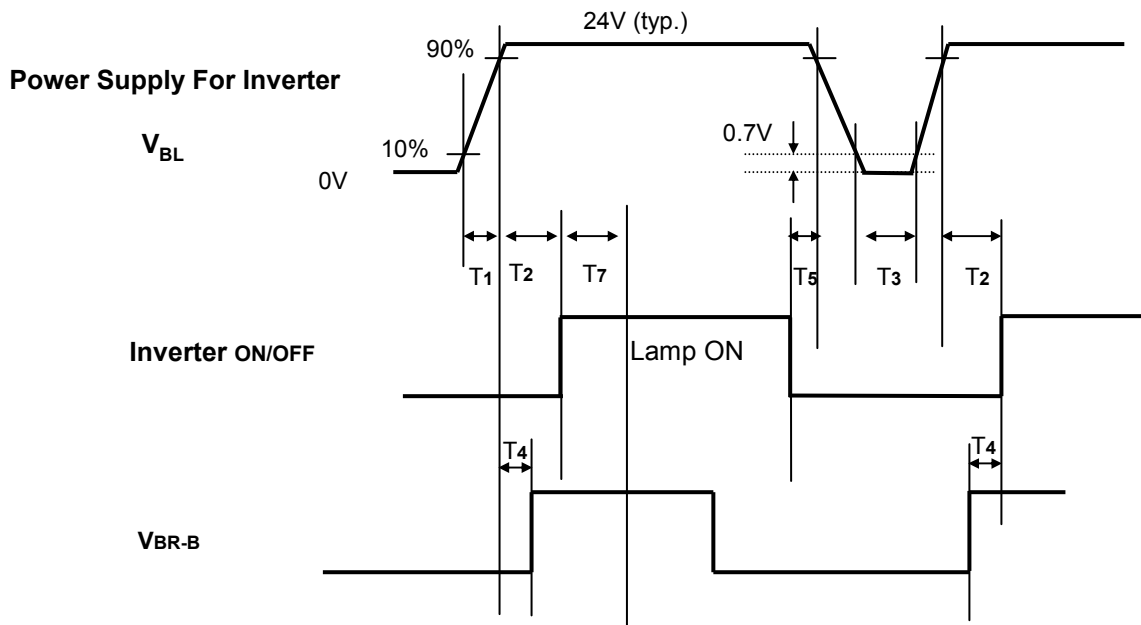 24V (typ.)
90%
Power Supply For Inverter
0.7V
VBL
10%
0V
T1 T2 T7 T5 T3 T2
Inverter ON/OFF
Lamp ON
T4 T4
VBR-B